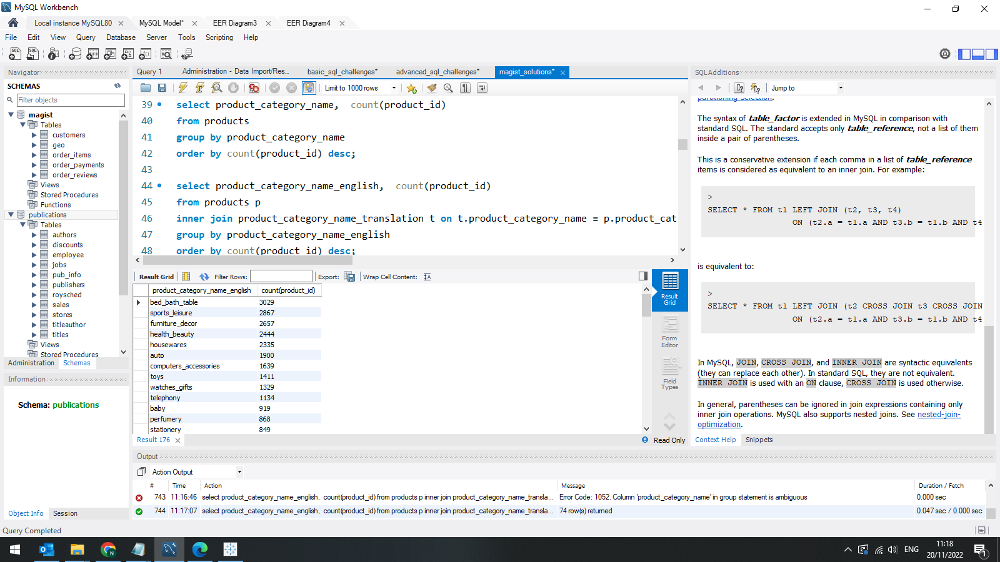 MySQL Workbench
Local instance MySQL80
MySQL Model*
EER Diagram3
EER Diagram4
File Edit View Query Database Server Tools Scripting Help
Navigator
SCHEMAS
Filter objects
magist
Tables
customers
geo
order_items
order_payments
order_reviews
Views
Stored Procedures
Functions
publications
Tables
authors
discounts
employee
jobs
pub_info
publishers
roysched
sales
stores
titleauthor
titles
Views
Stored Procedures
Administration Schemas
Information
Schema: publications
Object Info Session
Query Completed
Query 1
Administration - Data Import/Res...
basic_sql_challenges*
advanced_sql_challenges*
magist_solutions*
Limit to 1000 rows
39 select product_category_name, count(product_id)
40 from products
41 group by product_category_name
42 order by count(product_id) desc;
43
44 select product_category_name_english, count(product_id)
45 from products p
46 inner join product_category_name_translation t on t.product_category_name = p.product_cat
47 group by product_category_name_english
48 order by count(product_id) desc;
Result Grid Filter Rows: Export: Wrap Cell Content:
product_category_name_english count(product_id)
bed_bath_table 3029
sports_leisure 2867
furniture_decor 2657
health_beauty 2444
housewares 2335
auto 1900
computers_accessories 1639
toys 1411
watches_gifts 1329
telephony 1134
baby 919
perfumery 868
stationery 849
Result
Grid
Form
Editor
Field
Types
Result 176
Read Only
SQLAdditions
Jump to
partitioning-selection.
The syntax of table_factor is extended in MySQL in comparison with
standard SQL. The standard accepts only table_reference, not a list of them
inside a pair of parentheses.
This is a conservative extension if each comma in a list of table_reference
items is considered as equivalent to an inner join. For example:
>
SELECT * FROM t1 LEFT JOIN (t2, t3, t4)
ON (t2.a = t1.a AND t3.b = t1.b AND t4
is equivalent to:
>
SELECT * FROM t1 LEFT JOIN (t2 CROSS JOIN t3 CROSS JOIN
ON (t2.a = t1.a AND t3.b = t1.b AND t4
In MySQL, JOIN, CROSS JOIN, and INNER JOIN are syntactic equivalents
(they can replace each other). In standard SQL, they are not equivalent.
INNER JOIN is used with an ON clause, CROSS JOIN is used otherwise.
In general, parentheses can be ignored in join expressions containing only
inner join operations. MySQL also supports nested joins. See nested-join-
optimization.
Context Help Snippets
Output
Action Output
# Time Action Message Duration / Fetch
743 11:16:46 select product_category_name_english, count(product_id) from products p inner join product_category_name_transla... Error Code: 1052. Column 'product_category_name' in group statement is ambiguous 0.000 sec
744 11:17:07 select product_category_name_english, count(product_id) from products p inner join product_category_name_transla... 74 row(s) returned 0.047 sec / 0.000 sec
ENG
11:18
20/11/2022
1